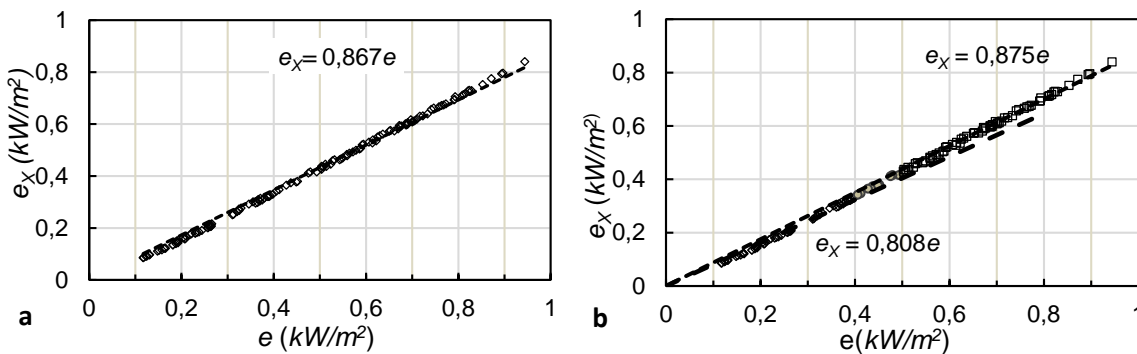 1
0,8
0,6
0,4
0,2
0
e_X (kW/m²)
e_X= 0,867e
0 0,2 0,4 0,6 0,8 1
a
e (kW/m²)
1
0,8
0,6
0,4
0,2
0
e_X (kW/m²)
e_X = 0,875e
e_X = 0,808e
0 0,2 0,4 0,6 0,8 1
b
e(kW/m²)